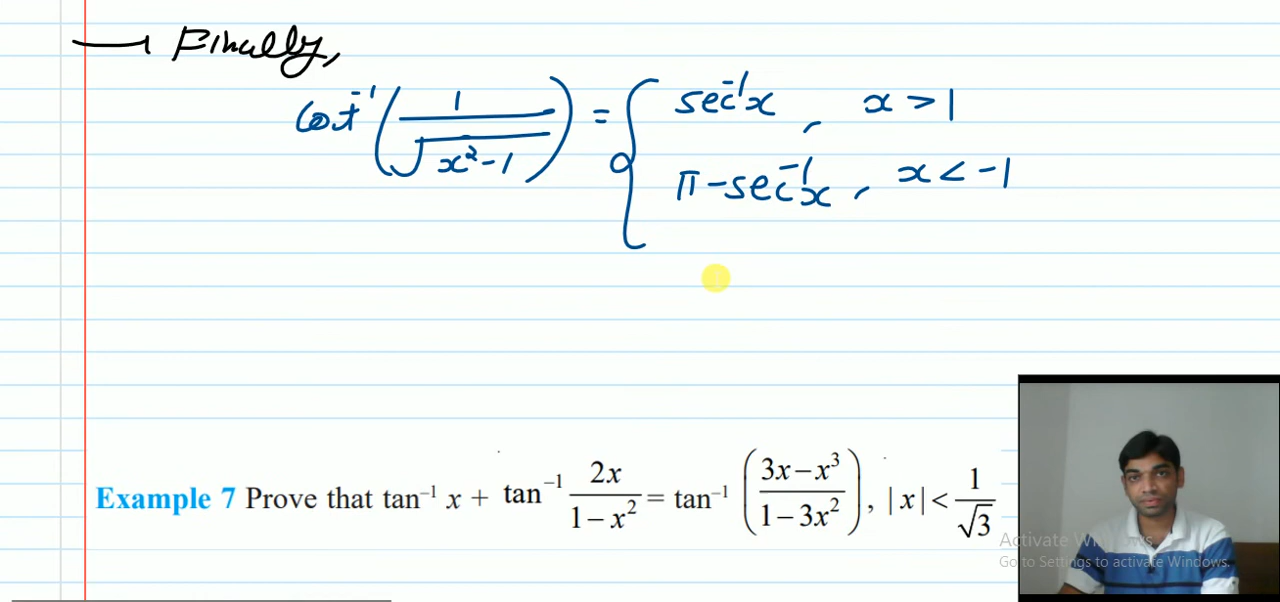 → Finally,
cot⁻¹(1/√(x²-1)) = { sec⁻¹x, x > 1
π-sec⁻¹x, x < -1
Example 7 Prove that tan⁻¹ x + tan⁻¹ 2x/(1-x²) = tan⁻¹ ((3x-x³)/(1-3x²)), |x| < 1/√3
Activate Windows
Go to Settings to activate Windows.